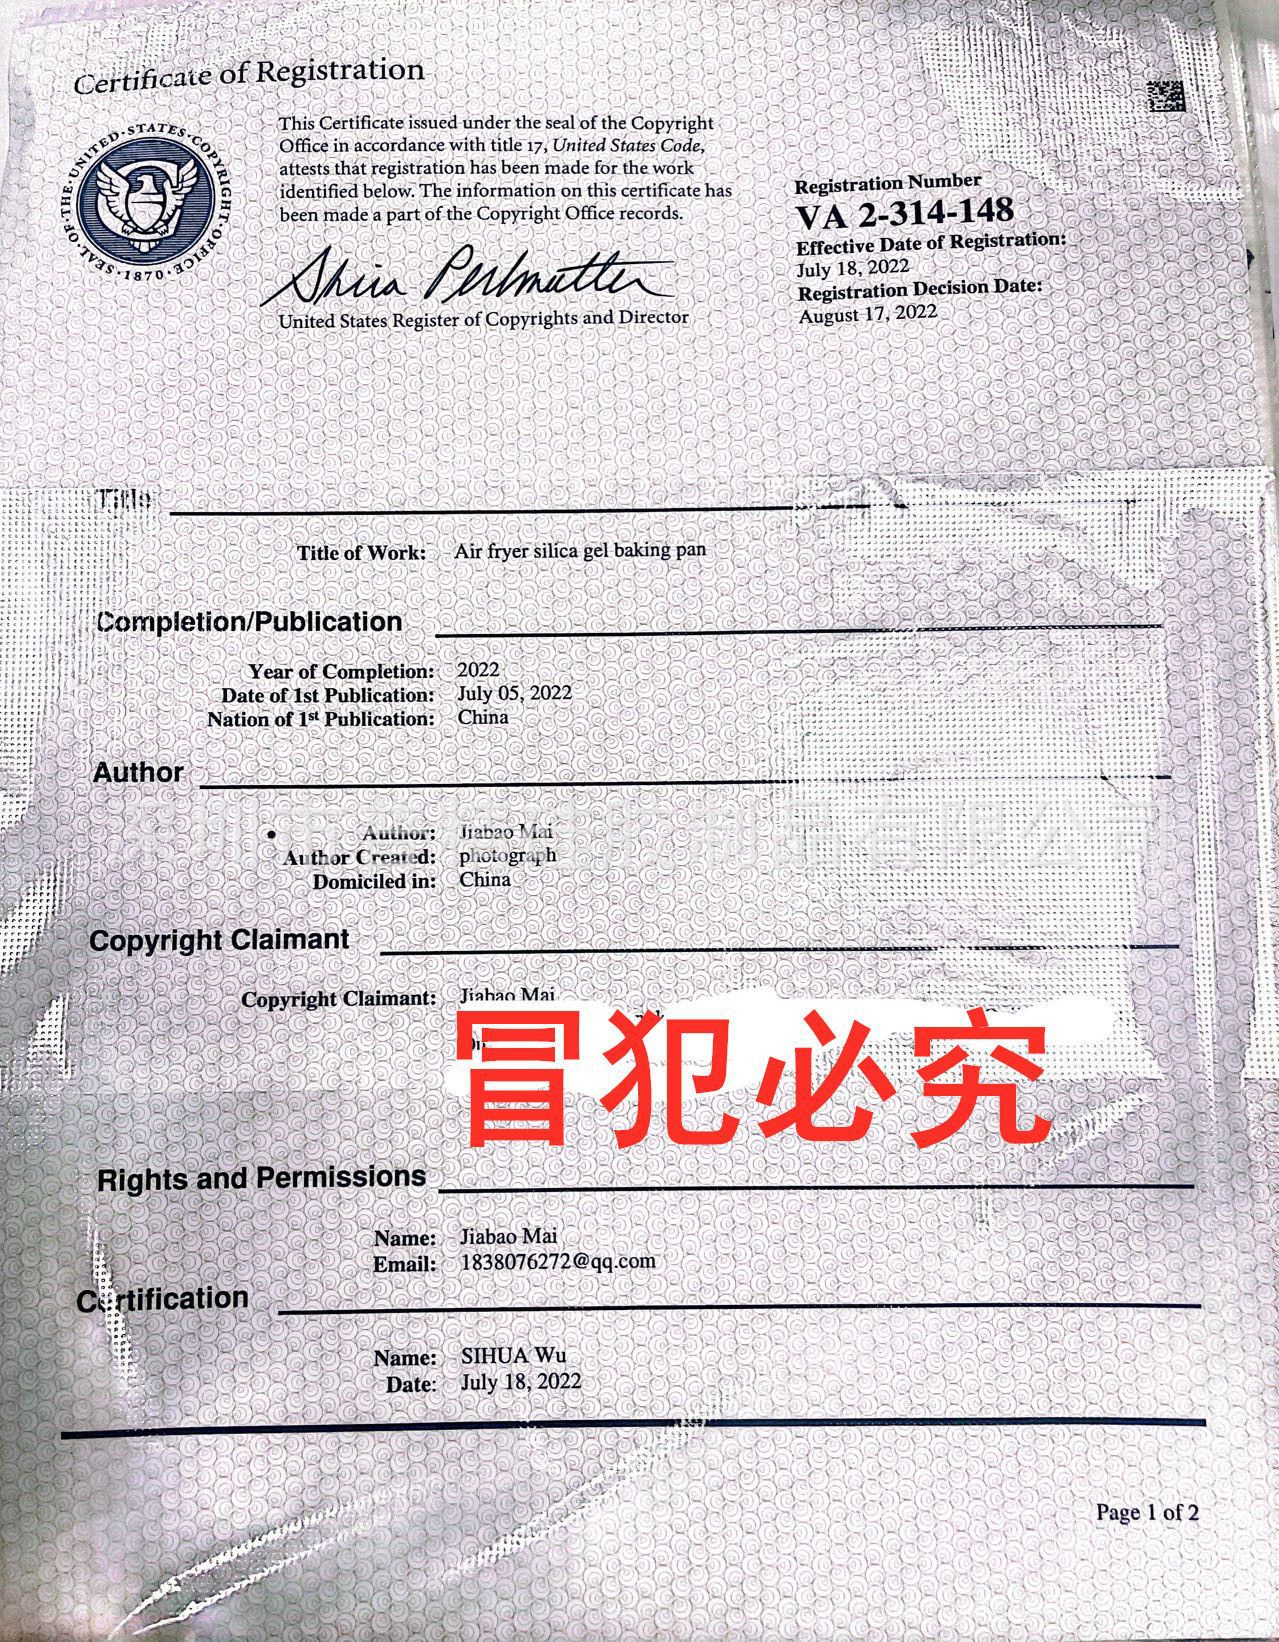 Certificate of Registration
This Certificate issued under the seal of the Copyright
Office in accordance with title 17, United States Code,
attests that registration has been made for the work
identified below. The information on this certificate has
been made a part of the Copyright Office records.
SEAL·OF·THE·UNITED·STATES·COPYRIGHT·OFFICE·1870
Shira Perlmutter
United States Register of Copyrights and Director
Registration Number
VA 2-314-148
Effective Date of Registration:
July 18, 2022
Registration Decision Date:
August 17, 2022
Title
Title of Work: Air fryer silica gel baking pan
Completion/Publication
Year of Completion: 2022
Date of 1st Publication: July 05, 2022
Nation of 1st Publication: China
Author
• Author: Jiabao Mai
Author Created: photograph
Domiciled in: China
Copyright Claimant
Copyright Claimant: Jiabao Mai
冒犯必究
Rights and Permissions
Name: Jiabao Mai
Email: 1838076272@qq.com
Certification
Name: SIHUA Wu
Date: July 18, 2022
Page 1 of 2